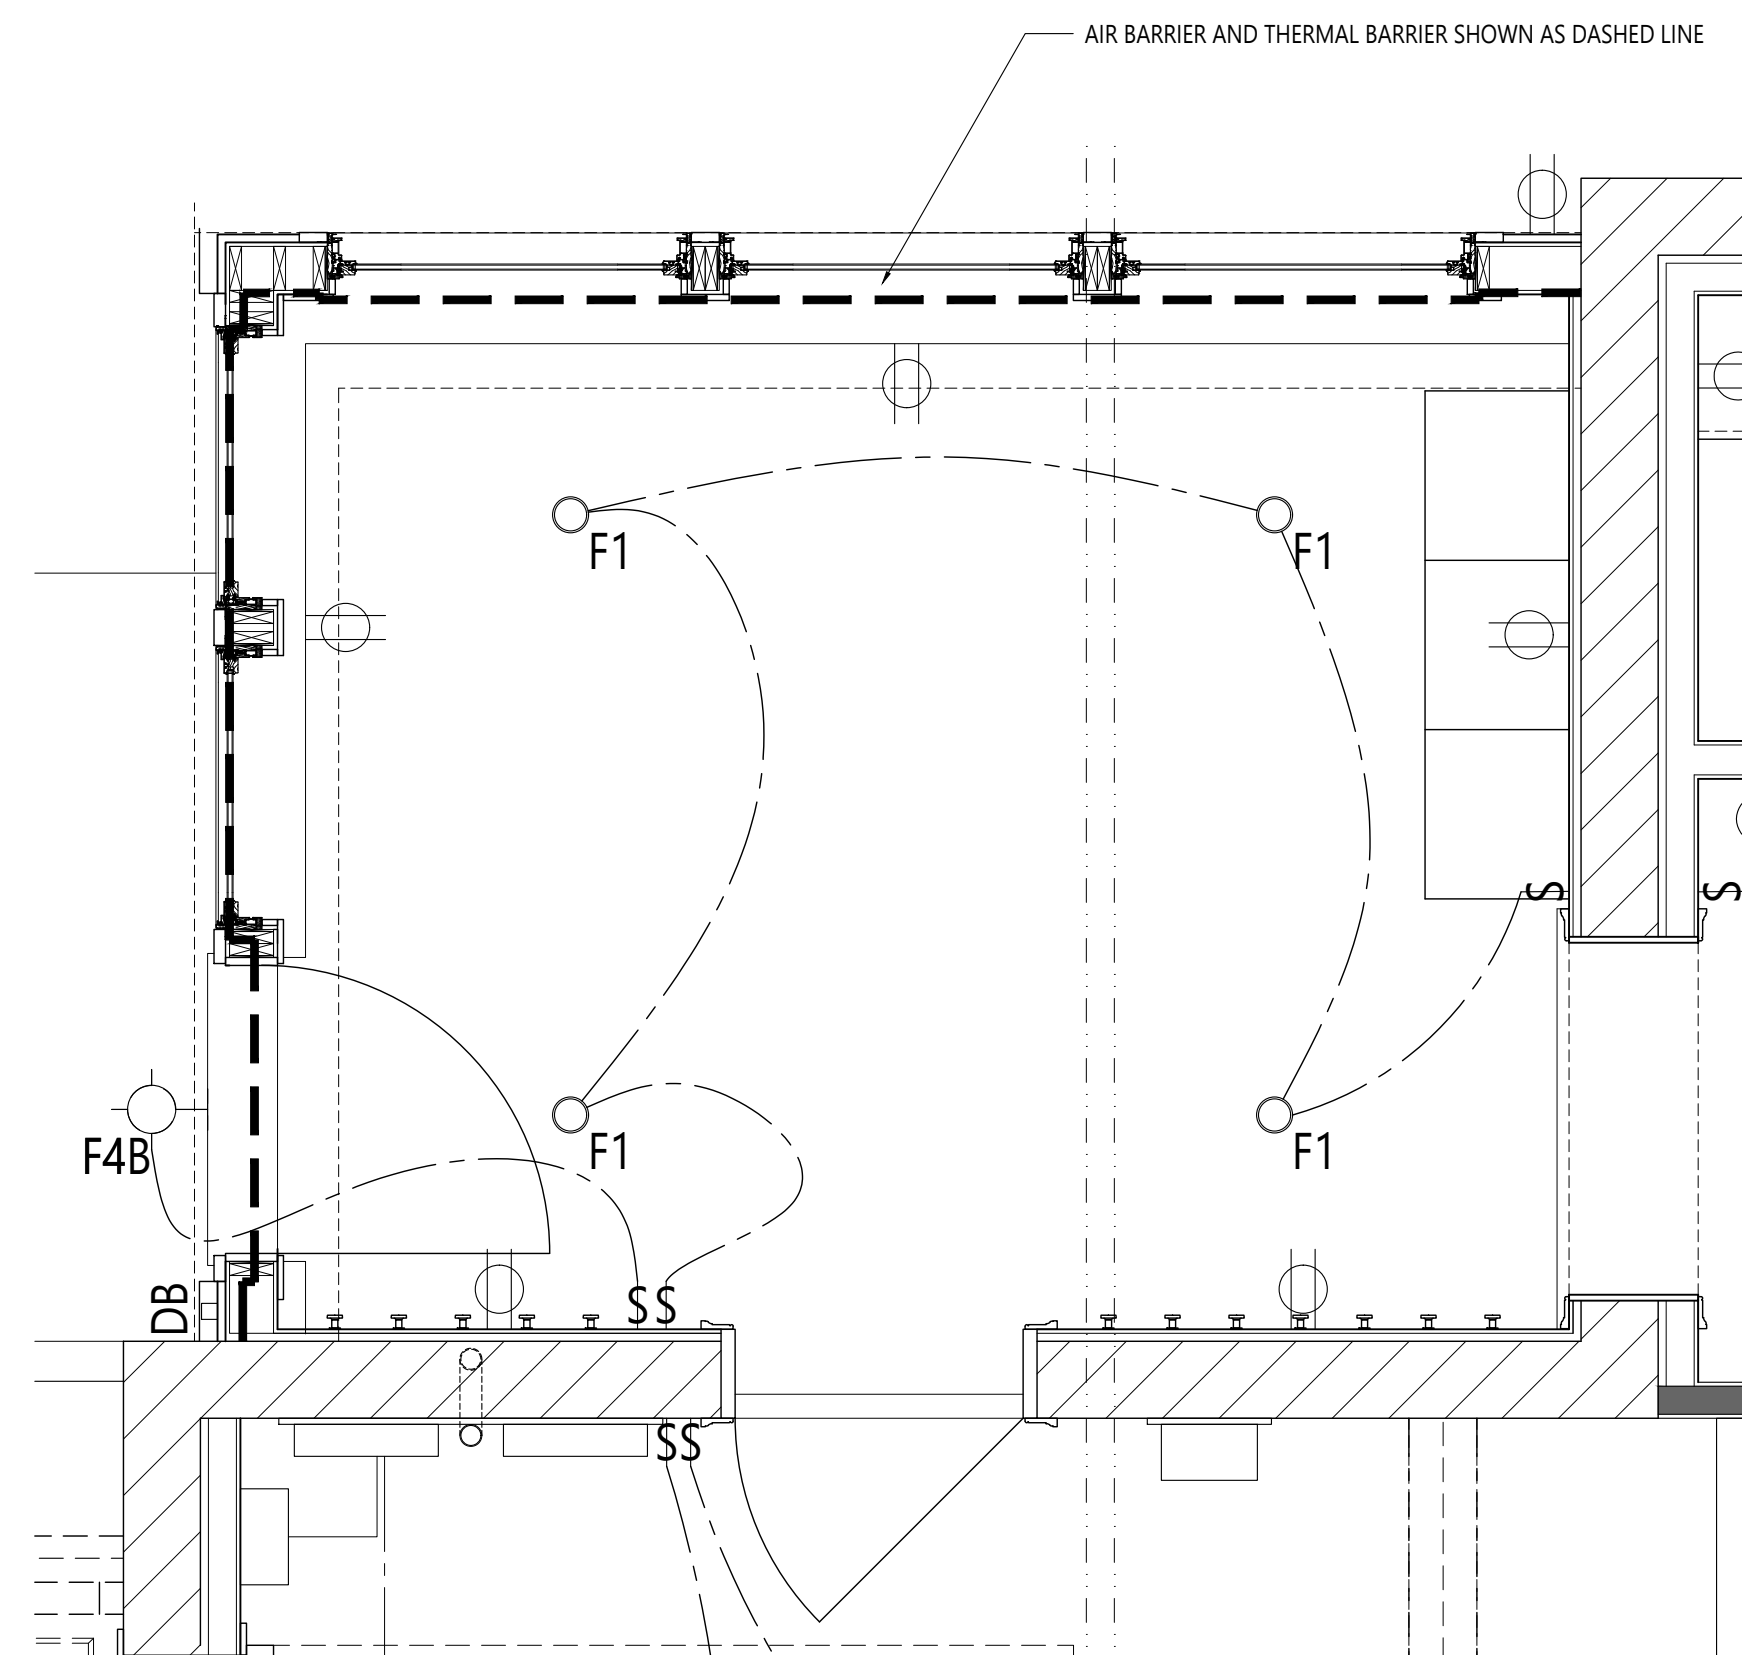 AIR BARRIER AND THERMAL BARRIER SHOWN AS DASHED LINE
F1
F1
S
S
F1
F1
F4B
DB
SS
SS